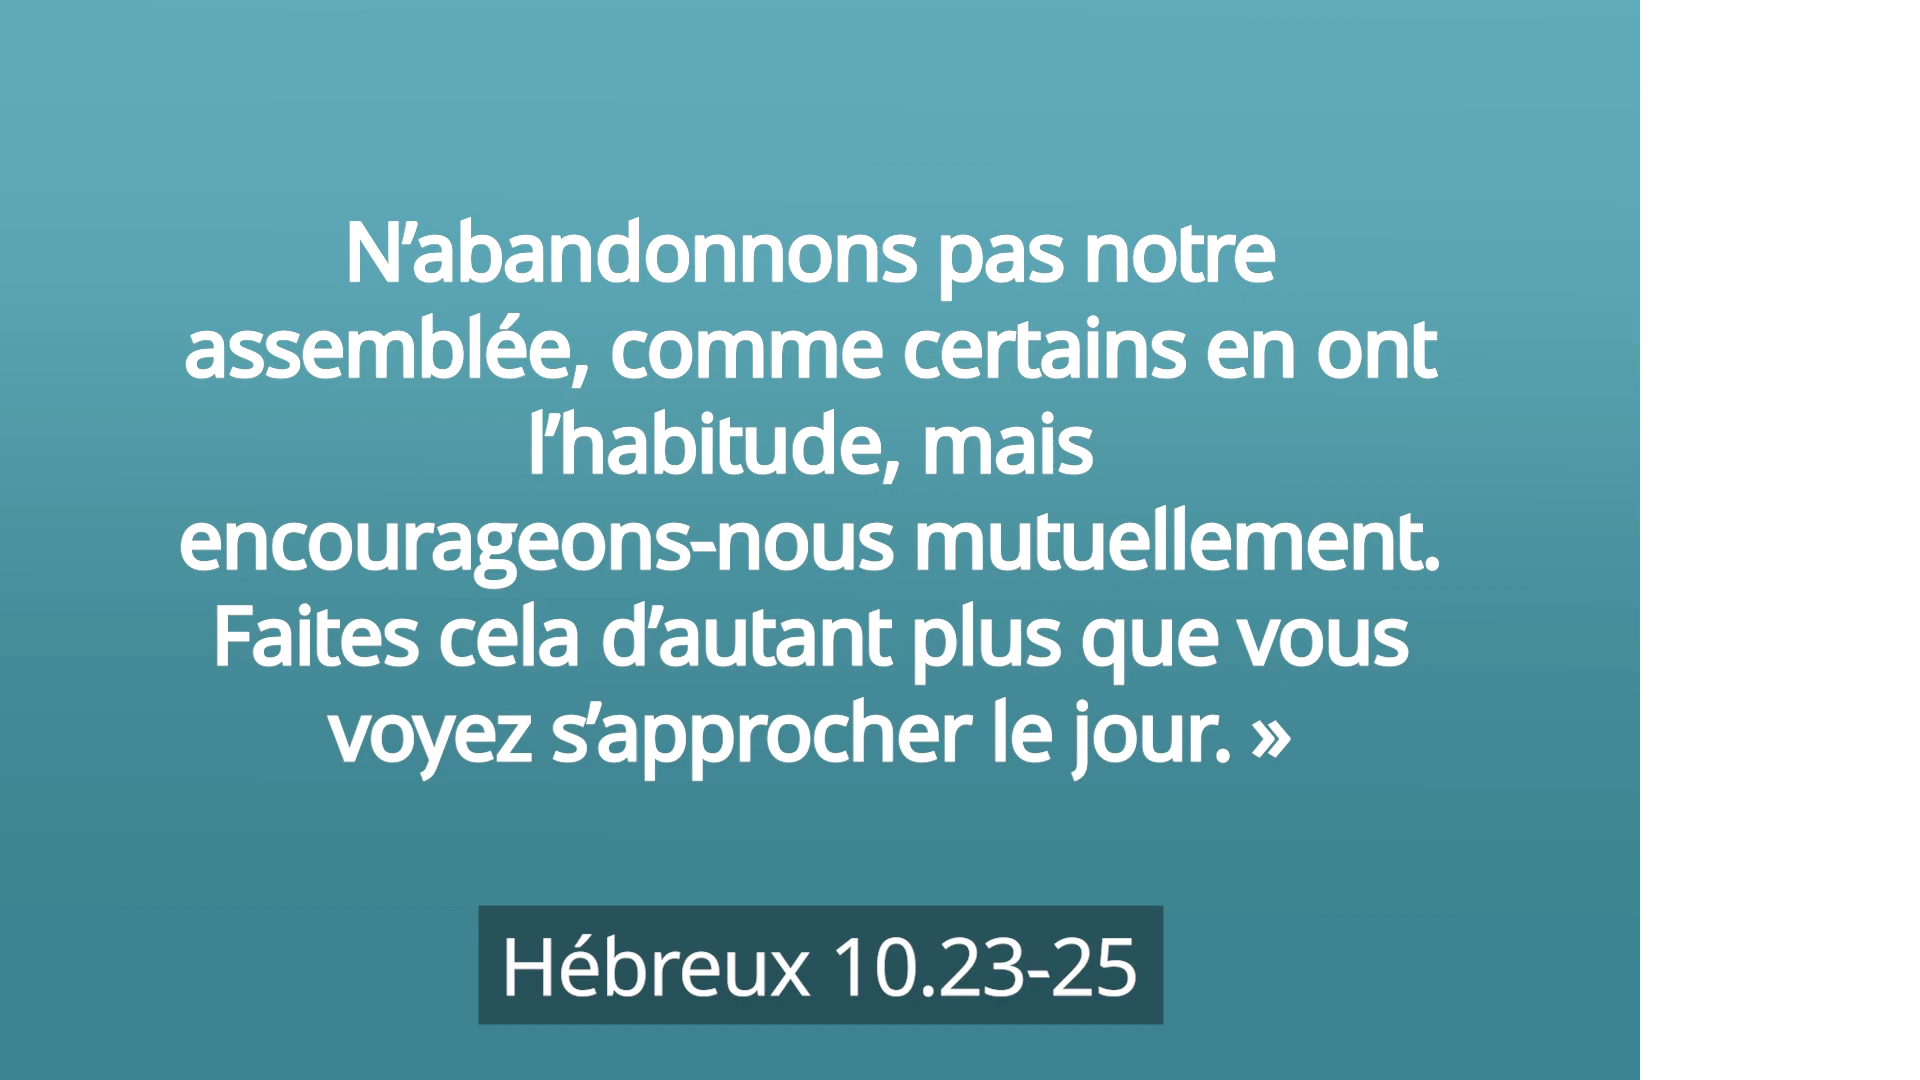 N’abandonnons pas notre
assemblée, comme certains en ont
l’habitude, mais
encourageons-nous mutuellement.
Faites cela d’autant plus que vous
voyez s’approcher le jour. »
Hébreux 10.23-25